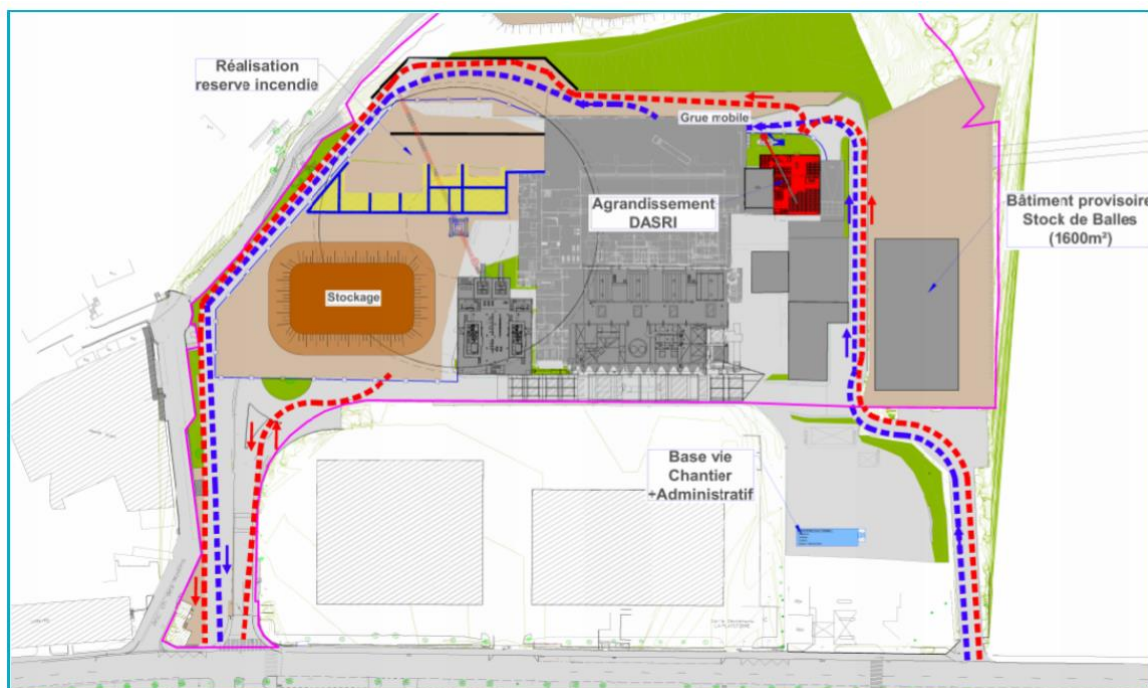 Réalisation
reserve incendie
Grue mobile
Agrandissement
DASRI
Bâtiment provisoire
Stock de Balles
(1600m²)
Stockage
Base vie
Chantier
+Administratif